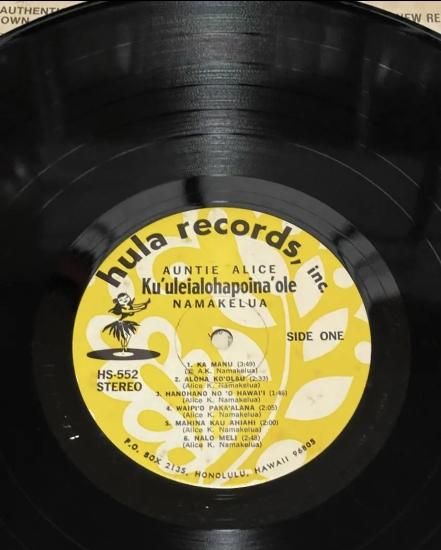 AUTHENTI
OWN
NEW RE
hula records, inc
AUNTIE ALICE
Ku'uleialohapoina'ole
NAMAKELUA
SIDE ONE
HS-552
STEREO
1. KA MANU (3:49)
A.K. Namakelua)
2. ALOHA KO'OLAU (2:33)
(Alice K. Namakelua)
3. HANOHANO NO 'O HAWAI'I (1:46)
(Alice K. Namakelua)
4. WAIPI'O PAKA'ALANA (2:05)
(Alice K. Namakelua)
5. MAHINA KAU AHIAHI (2:00)
(Alice K. Namakelua)
6. NALO MELI (2:48)
(Alice K. Namakelua)
P.O. BOX 2135, HONOLULU, HAWAII 96805